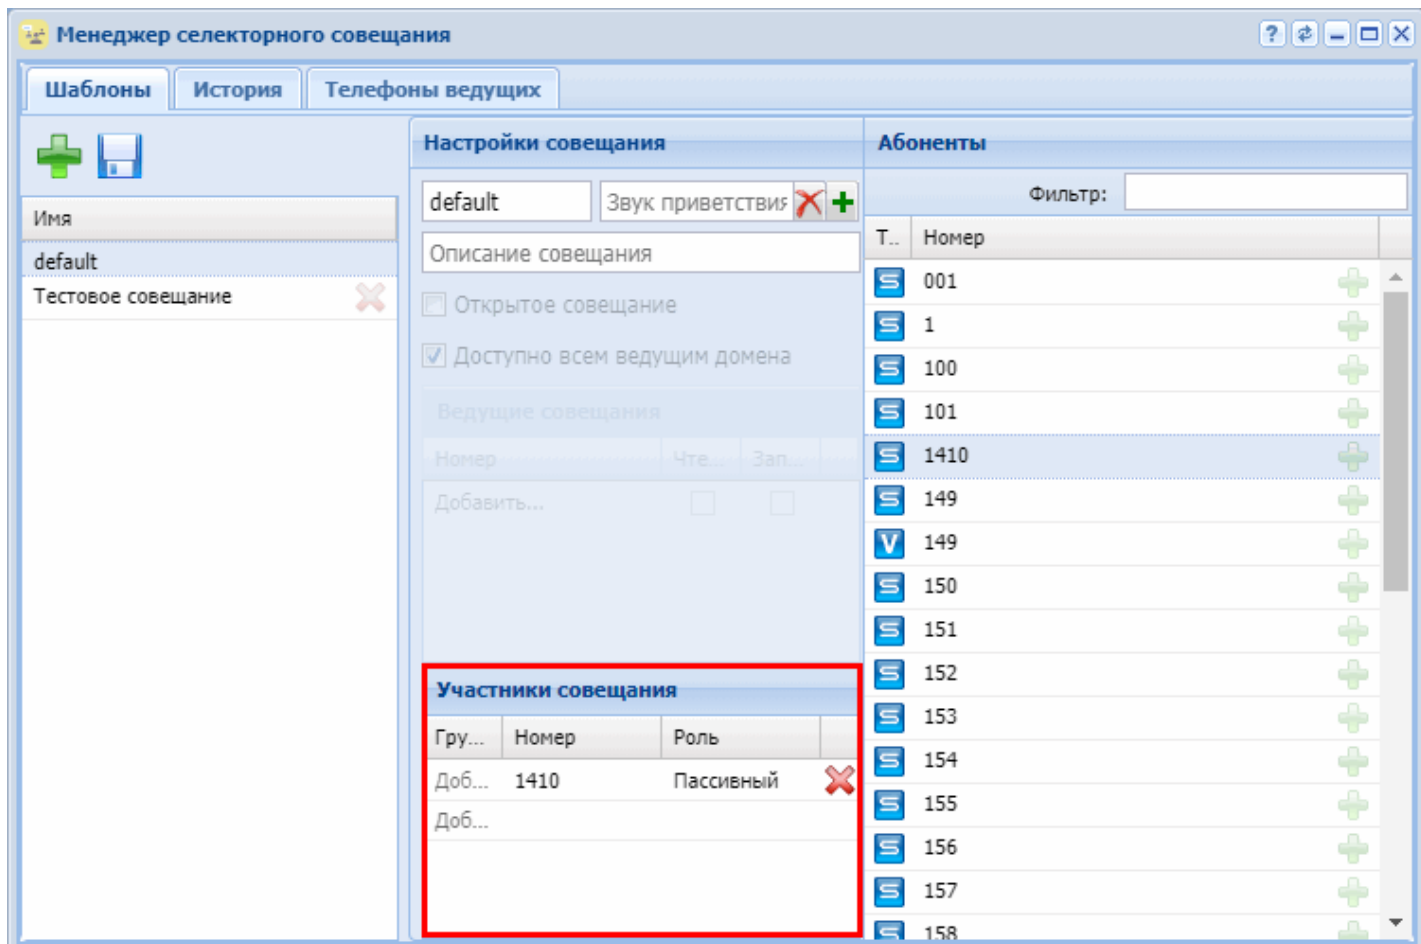 Менеджер селекторного совещания
Шаблоны История Телефоны ведущих
Имя
default
Тестовое совещание
Настройки совещания
default Звук приветствия
Описание совещания
Открытое совещание
Доступно всем ведущим домена
Ведущие совещания
Номер Чте... Зап...
Добавить...
Участники совещания
Гру... Номер Роль
Доб... 1410 Пассивный
Доб...
Абоненты
Фильтр:
Т... Номер
S 001
S 1
S 100
S 101
S 1410
S 149
V 149
S 150
S 151
S 152
S 153
S 154
S 155
S 156
S 157
S 158